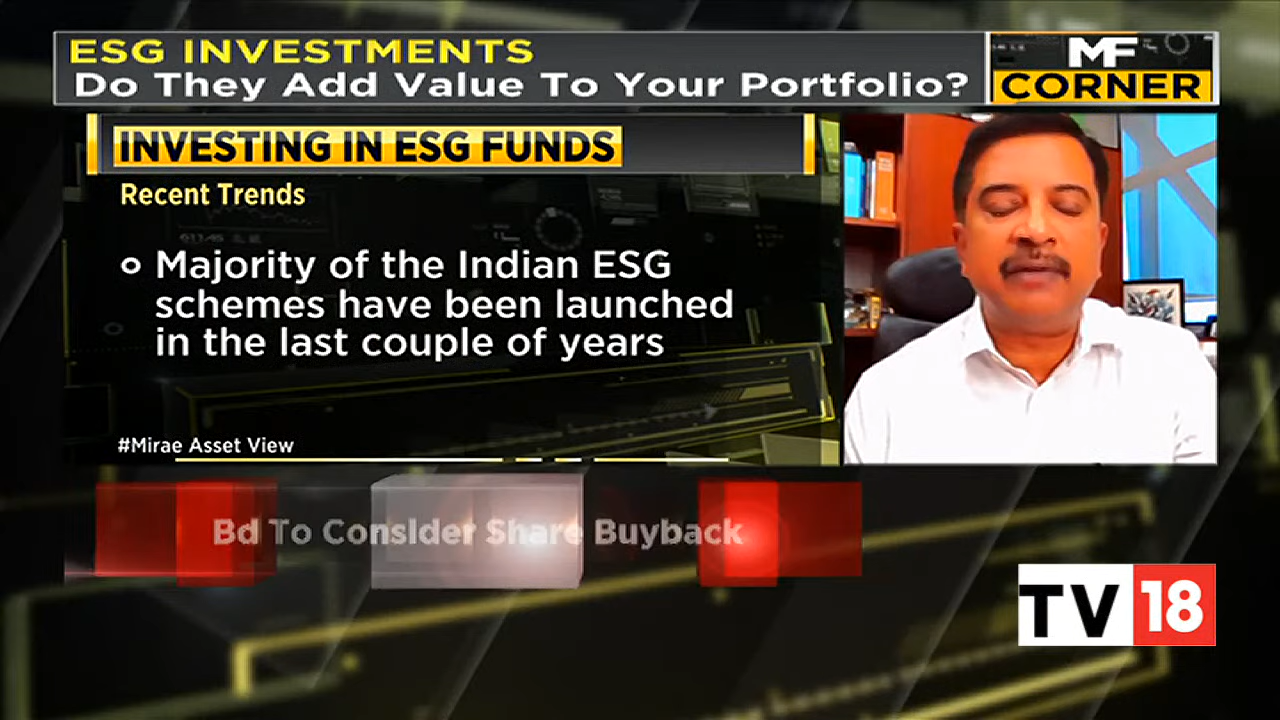 ESG INVESTMENTS
Do They Add Value To Your Portfolio?
MF
CORNER
INVESTING IN ESG FUNDS
Recent Trends
Majority of the Indian ESG
schemes have been launched
in the last couple of years
#Mirae Asset View
Bd To Consider Share Buyback
TV 18